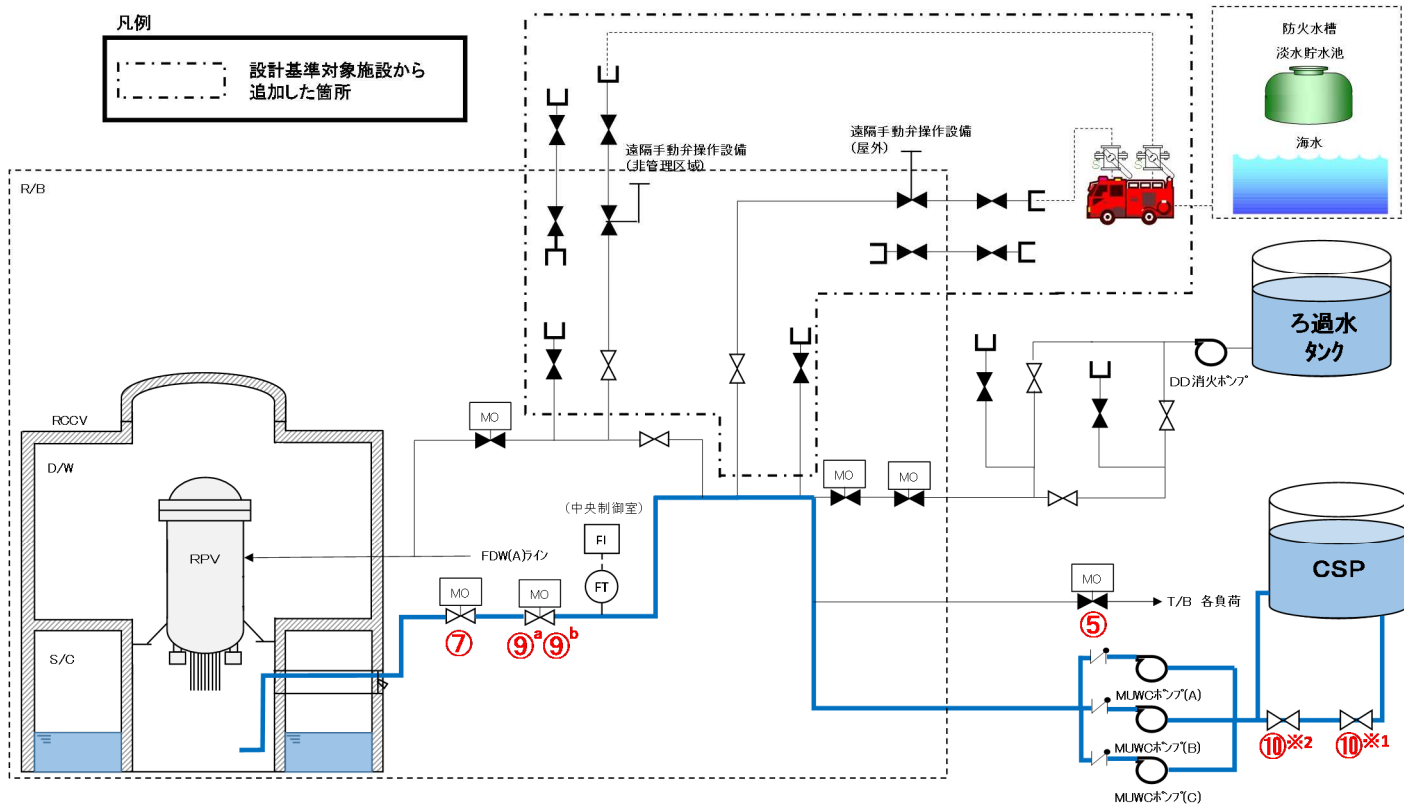 凡例
設計基準対象施設から
追加した箇所
防火水槽
淡水貯水池
海水
遠隔手動弁操作設備
(非管理区域)
遠隔手動弁操作設備
(屋外)
R/B
ろ過水
タンク
DD消火ポンプ
RCCV
MO
D/W
MO
MO
(中央制御室)
FI
RPV
FDW(A)ライン
FT
CSP
MO
MO
MO
T/B 各負荷
⑦
⑨a ⑨b
⑤
S/C
MUWCポンプ(A)
MUWCポンプ(B)
⑩※2
⑩※1
MUWCポンプ(C)